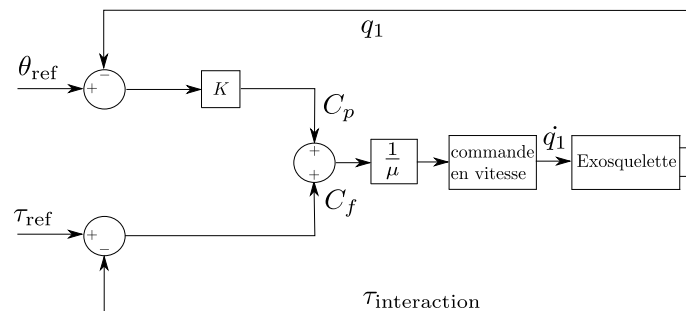 q₁
θref
+
−
K
Cp
+
+
1
μ
commande
en vitesse
q̇₁
Exosquelette
τref
+
−
Cf
τinteraction